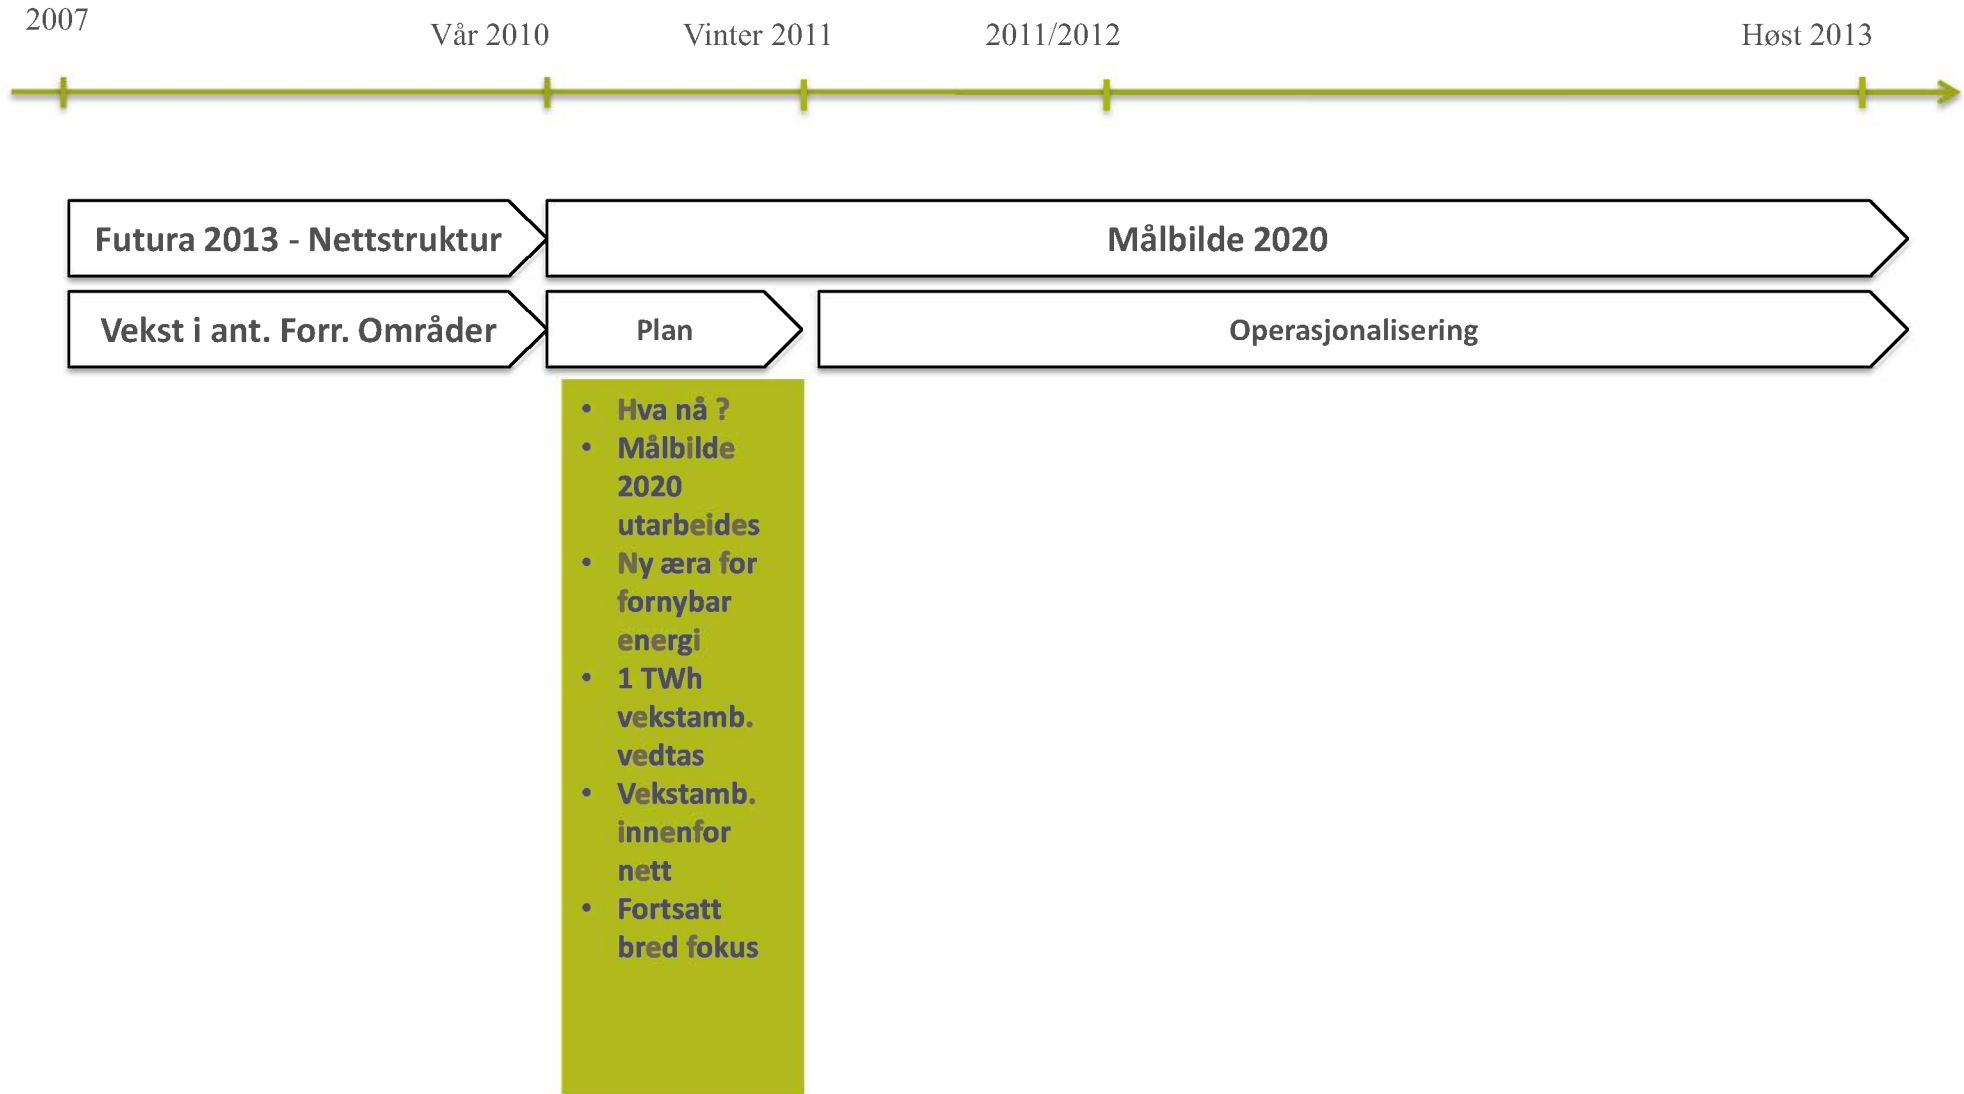 2007
Vår 2010
Vinter 2011
2011/2012
Høst 2013
Futura 2013 - Nettstruktur
Målbilde 2020
Vekst i ant. Forr. Områder
Plan
Operasjonalisering
• Hva nå ?
• Målbilde
2020
utarbeides
• Ny æra for
fornybar
energi
• 1 TWh
vekstamb.
vedtas
• Vekstamb.
innenfor
nett
• Fortsatt
bred fokus